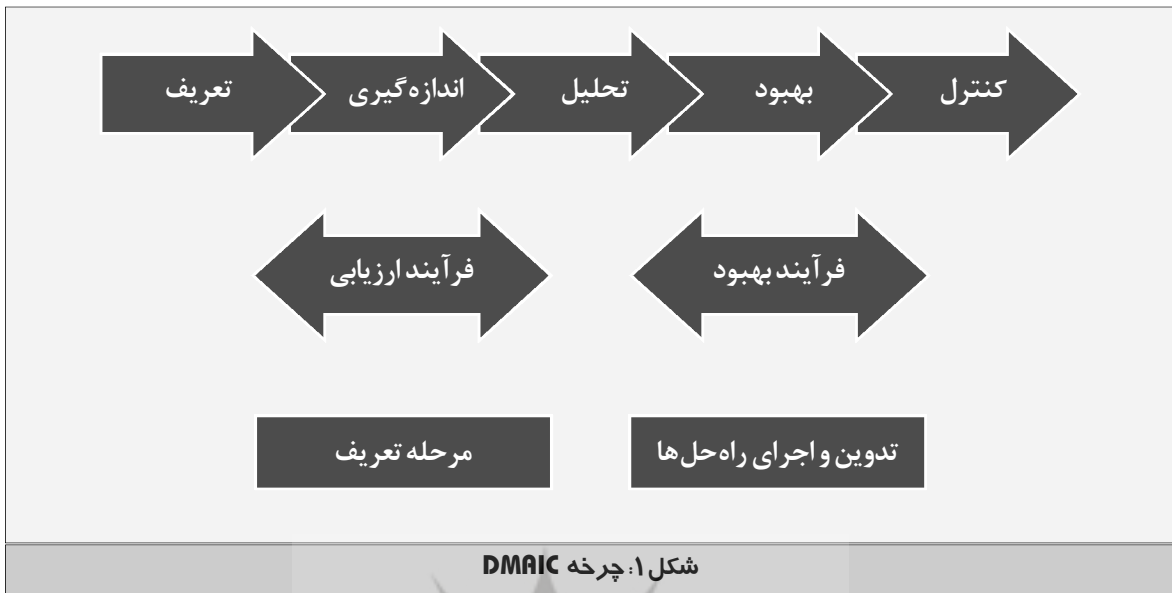 تعریف
اندازه‌گیری
تحلیل
بهبود
کنترل
فرآیند ارزیابی
فرآیند بهبود
مرحله تعریف
تدوین و اجرای راه‌حل‌ها
شکل ۱: چرخه DMAIC